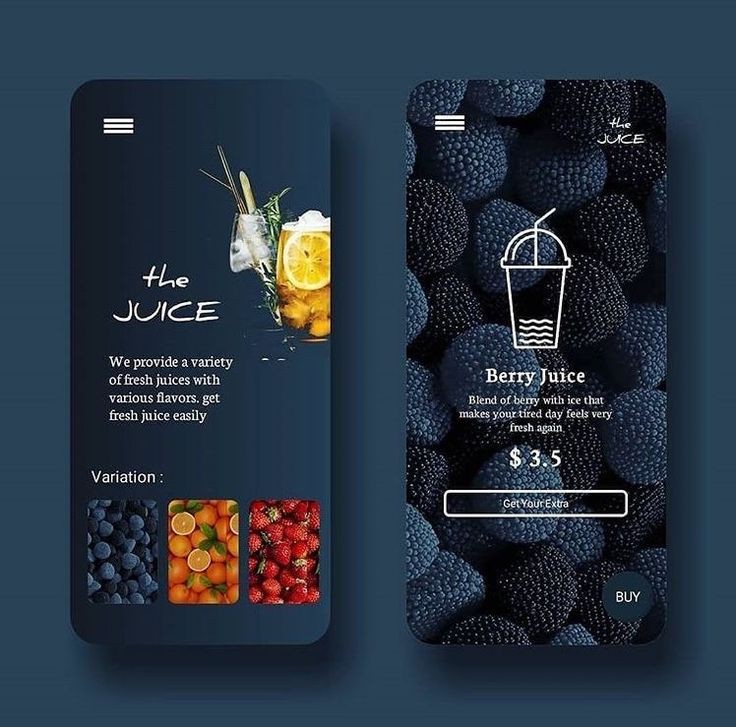 the
JUICE
We provide a variety
of fresh juices with
various flavors. get
fresh juice easily
Variation :
the
JUICE
Berry Juice
Blend of berry with ice that
makes your tired day feels very
fresh again
$ 3.5
Get Your Extra
BUY